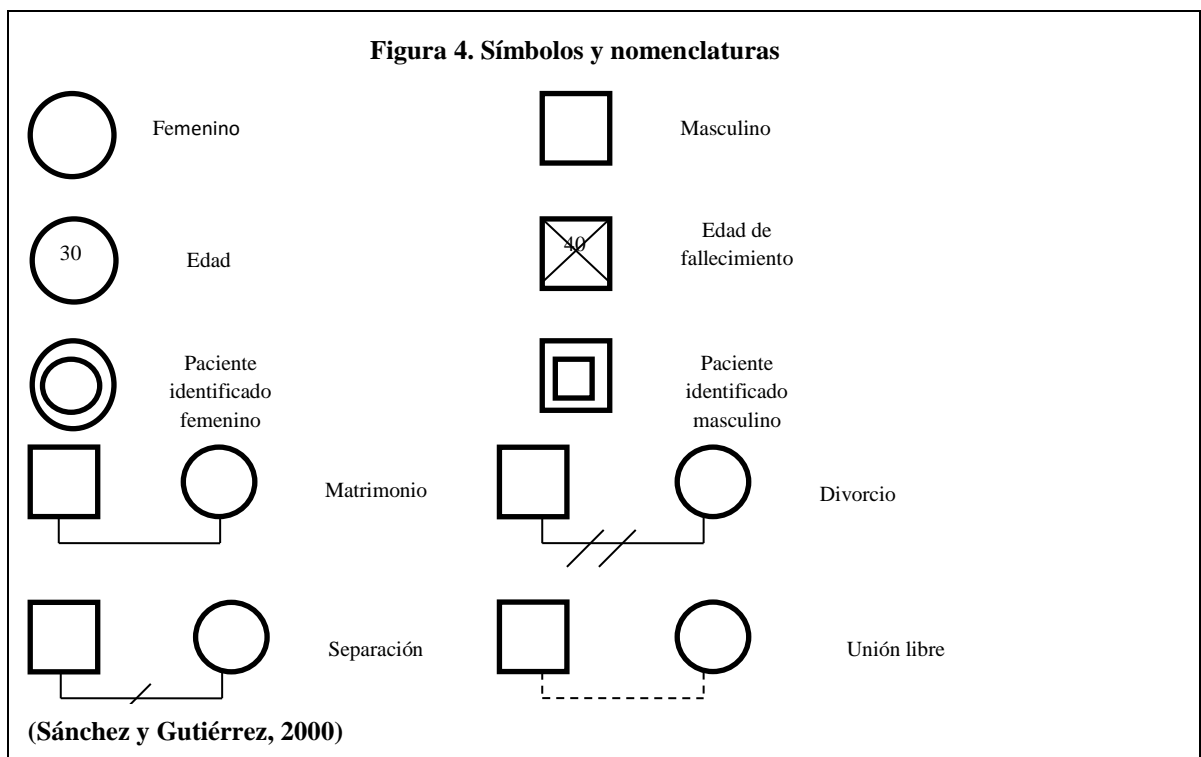 Figura 4. Símbolos y nomenclaturas
Femenino
Masculino
30
Edad
40
Edad de
fallecimiento
Paciente
identificado
femenino
Paciente
identificado
masculino
Matrimonio
Divorcio
Separación
Unión libre
(Sánchez y Gutiérrez, 2000)